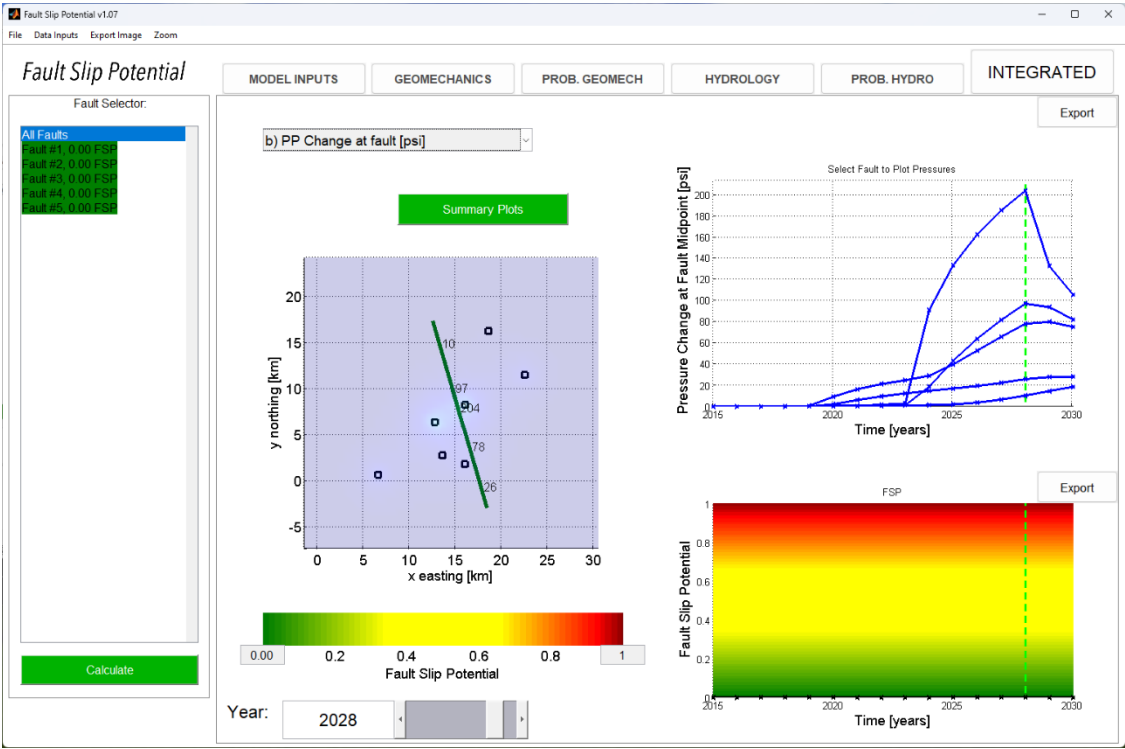 Fault Slip Potential v1.07
File Data Inputs Export Image Zoom
Fault Slip Potential
MODEL INPUTS GEOMECHANICS PROB. GEOMECH HYDROLOGY PROB. HYDRO INTEGRATED
Fault Selector:
All Faults
Fault #1, 0.00 FSP
Fault #2, 0.00 FSP
Fault #3, 0.00 FSP
Fault #4, 0.00 FSP
Fault #5, 0.00 FSP
Calculate
Export
b) PP Change at fault [psi]
Summary Plots
y northing [km]
20
15
10
5
0
-5
10
97
204
78
26
0 5 10 15 20 25 30
x easting [km]
0.00 0.2 0.4 0.6 0.8 1
Fault Slip Potential
Year: 2028
Select Fault to Plot Pressures
Pressure Change at Fault Midpoint [psi]
200
180
160
140
120
100
80
60
40
20
0
2015 2020 2025 2030
Time [years]
Export
FSP
Fault Slip Potential
1
0.8
0.6
0.4
0.2
0
2015 2020 2025 2030
Time [years]